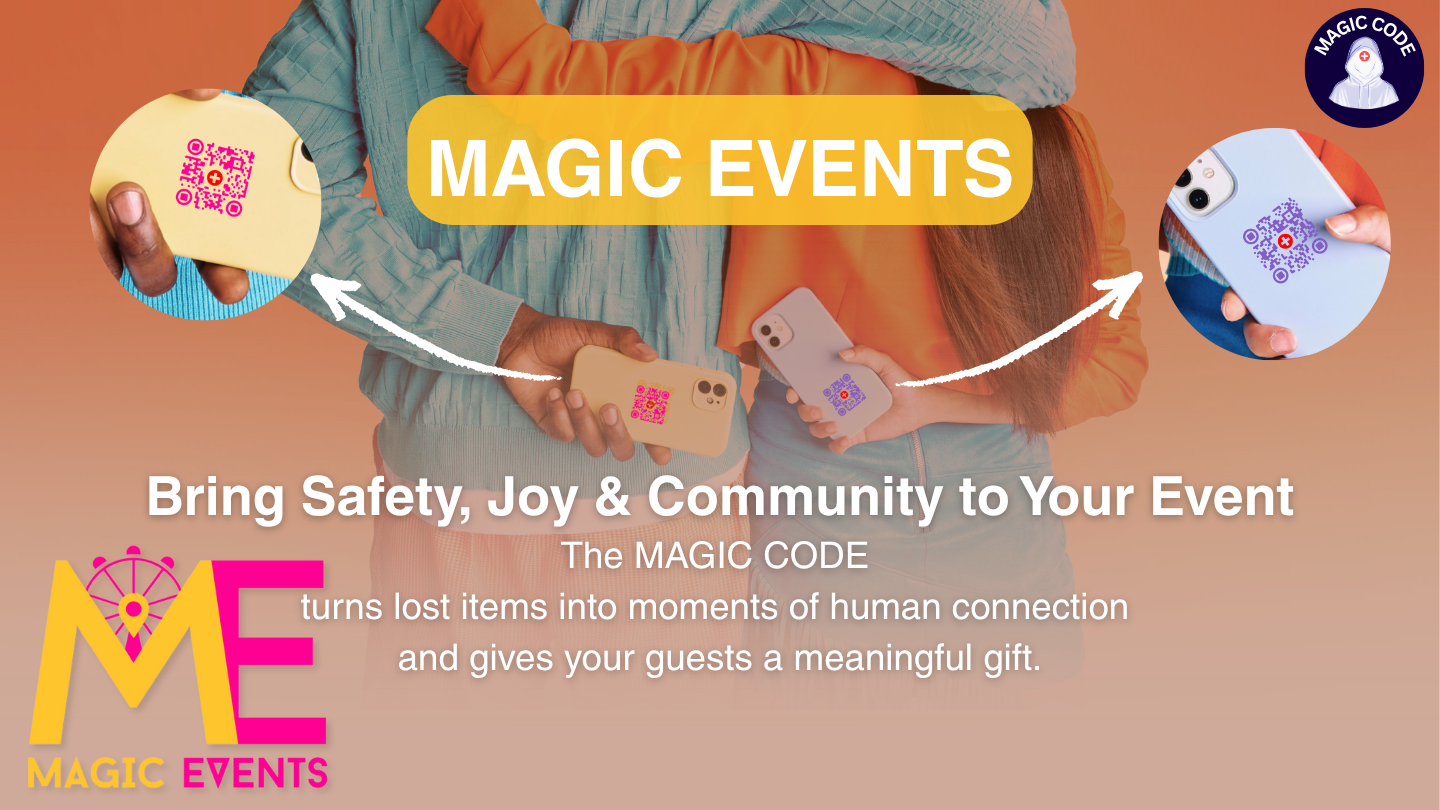 MAGIC CODE
MAGIC EVENTS
Bring Safety, Joy & Community to Your Event
The MAGIC CODE
turns lost items into moments of human connection
and gives your guests a meaningful gift.
ME
MAGIC EVENTS